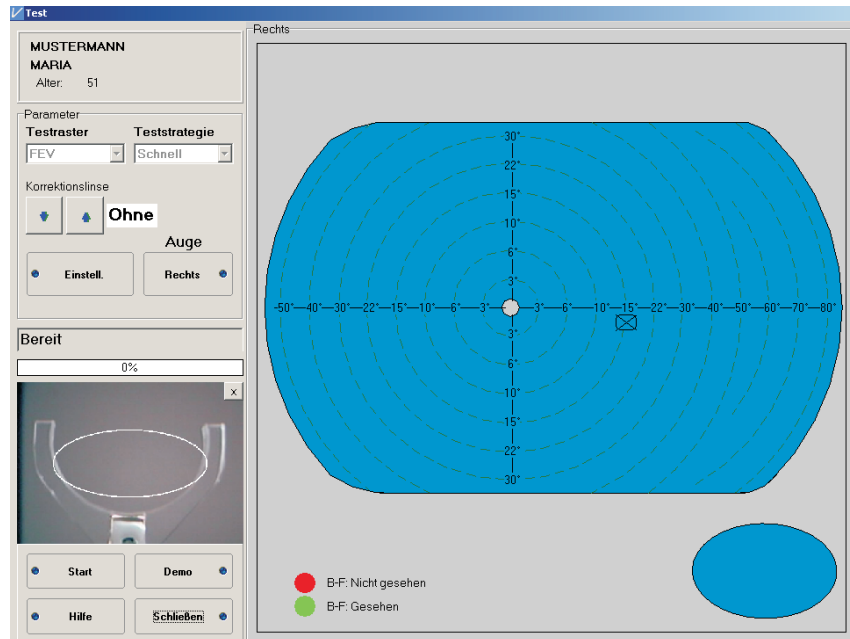 Test
MUSTERMANN
MARIA
Alter: 51
Parameter
Testraster Teststrategie
FEV Schnell
Korrektionslinse
Ohne
Auge
Einstell. Rechts
Bereit
0%
x
Start Demo
Hilfe Schließen
Rechts
30°
22°
15°
10°
6°
3°
-50°-40°-30°-22°-15°-10°-6°-3° 3°-6°-10°-15°-22°-30°-40°-50°-60°-70°-80°
3°
6°
10°
15°
22°
30°
B-F: Nicht gesehen
B-F: Gesehen